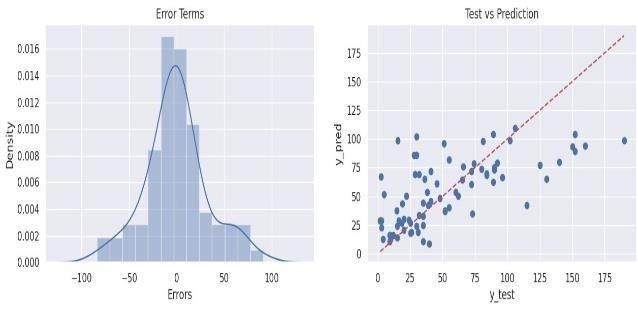 Error Terms
0.016
0.014
0.012
0.010
0.008
0.006
0.004
0.002
0.000
Density
−100 −50 0 50 100
Errors
Test vs Prediction
175
150
125
100
75
50
25
0
y_pred
0 25 50 75 100 125 150 175
y_test